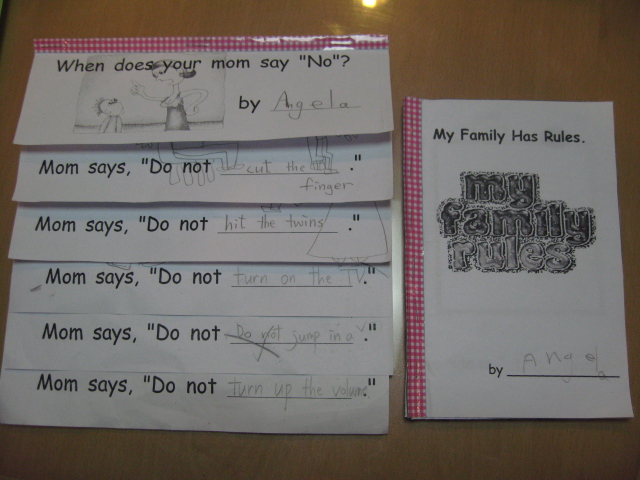 When does your mom say "No"?
by Angela
Mom says, "Do not cut the ."
finger
Mom says, "Do not hit the twins ."
Mom says, "Do not turn on the TV."
Mom says, "Do not Do not jump in a ."
Mom says, "Do not turn up the volume."
My Family Has Rules.
my
family
rules
by Angela